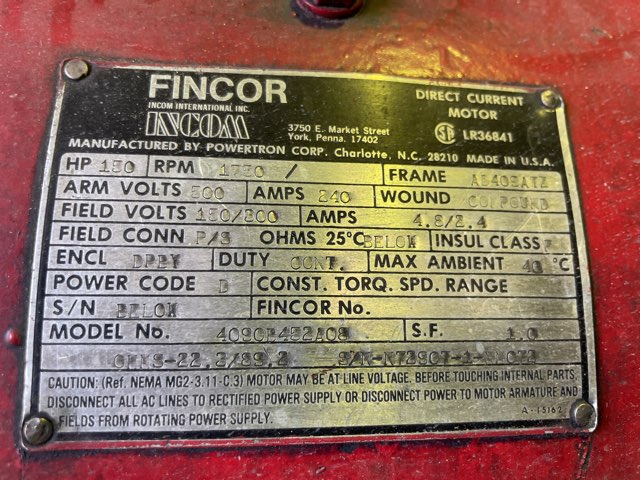 FINCOR
INCOM INTERNATIONAL INC.
INCOM
3750 E. Market Street
York, Penna. 17402
DIRECT CURRENT
MOTOR
SA LR36841
MANUFACTURED BY POWERTRON CORP. Charlotte, N.C. 28210 MADE IN U.S.A.
HP 150 RPM 1750 / FRAME
ARM VOLTS 500 AMPS 240 WOUND COMPOUND
FIELD VOLTS 150/300 AMPS 4.8/2.4
FIELD CONN P/S OHMS 25°C BELOW INSUL CLASS F
ENCL DPBV DUTY CONT. MAX AMBIENT 40 °C
POWER CODE D CONST. TORQ. SPD. RANGE
S/N BELOW FINCOR No.
MODEL No. S.F. 1.0
CAUTION: (Ref. NEMA MG2-3.11-C.3) MOTOR MAY BE AT LINE VOLTAGE. BEFORE TOUCHING INTERNAL PARTS,
DISCONNECT ALL AC LINES TO RECTIFIED POWER SUPPLY OR DISCONNECT POWER TO MOTOR ARMATURE AND
FIELDS FROM ROTATING POWER SUPPLY.
A-15162